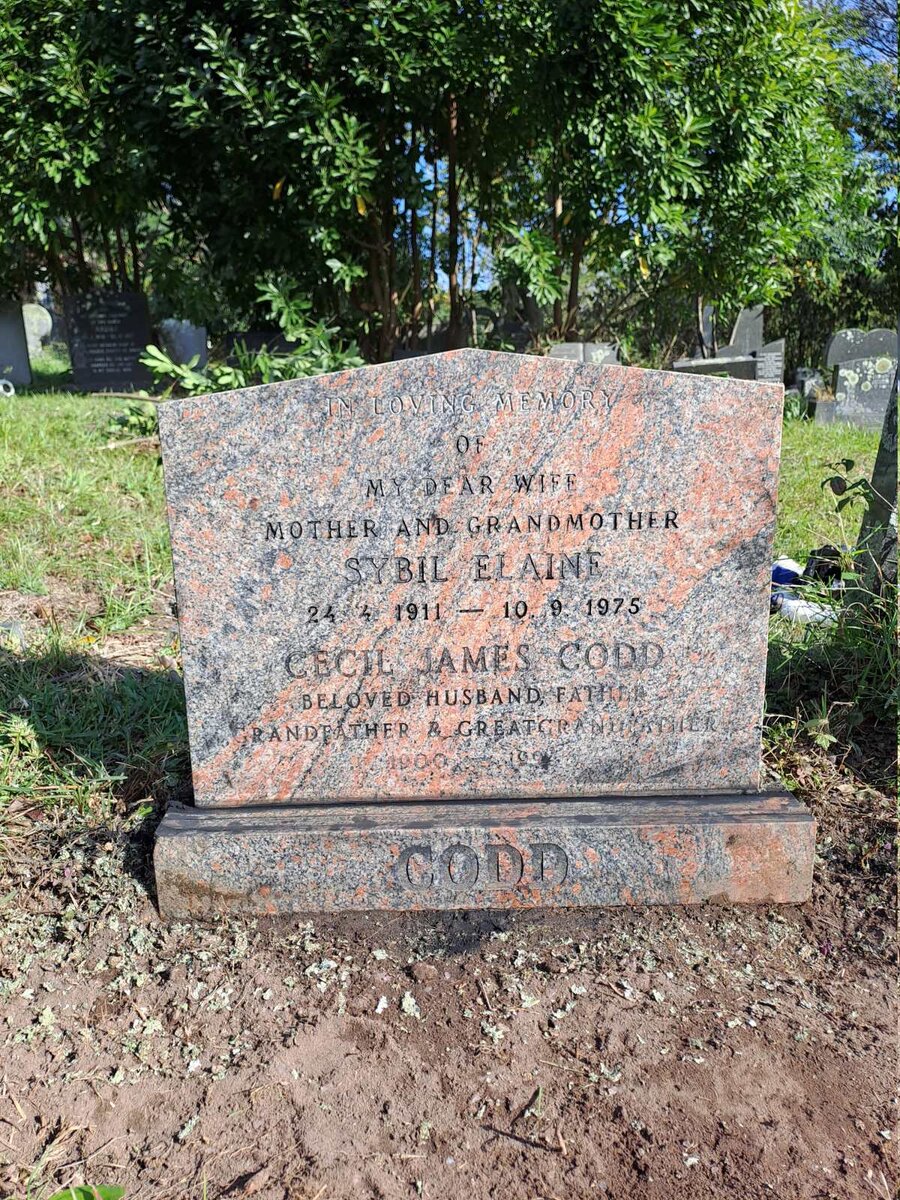 IN LOVING MEMORY
OF
MY DEAR WIFE
MOTHER AND GRANDMOTHER
SYBIL ELAINE
24 4 1911 — 10 9 1975
CECIL JAMES CODD
BELOVED HUSBAND, FATHER
GRANDFATHER & GREATGRANDFATHER
1900 —
CODD